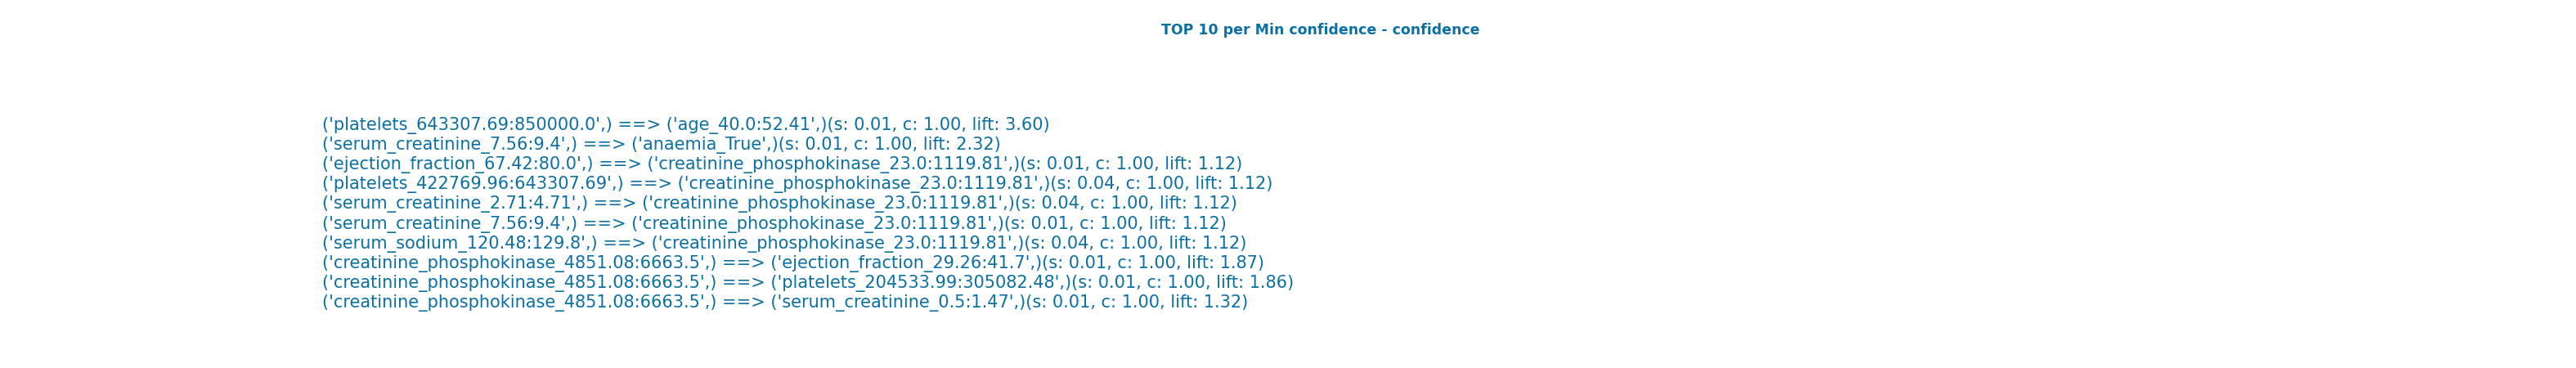 TOP 10 per Min confidence - confidence
('platelets_643307.69:850000.0',) ==> ('age_40.0:52.41',)(s: 0.01, c: 1.00, lift: 3.60)
('serum_creatinine_7.56:9.4',) ==> ('anaemia_True',)(s: 0.01, c: 1.00, lift: 2.32)
('ejection_fraction_67.42:80.0',) ==> ('creatinine_phosphokinase_23.0:1119.81',)(s: 0.01, c: 1.00, lift: 1.12)
('platelets_422769.96:643307.69',) ==> ('creatinine_phosphokinase_23.0:1119.81',)(s: 0.04, c: 1.00, lift: 1.12)
('serum_creatinine_2.71:4.71',) ==> ('creatinine_phosphokinase_23.0:1119.81',)(s: 0.04, c: 1.00, lift: 1.12)
('serum_creatinine_7.56:9.4',) ==> ('creatinine_phosphokinase_23.0:1119.81',)(s: 0.01, c: 1.00, lift: 1.12)
('serum_sodium_120.48:129.8',) ==> ('creatinine_phosphokinase_23.0:1119.81',)(s: 0.04, c: 1.00, lift: 1.12)
('creatinine_phosphokinase_4851.08:6663.5',) ==> ('ejection_fraction_29.26:41.7',)(s: 0.01, c: 1.00, lift: 1.87)
('creatinine_phosphokinase_4851.08:6663.5',) ==> ('platelets_204533.99:305082.48',)(s: 0.01, c: 1.00, lift: 1.86)
('creatinine_phosphokinase_4851.08:6663.5',) ==> ('serum_creatinine_0.5:1.47',)(s: 0.01, c: 1.00, lift: 1.32)